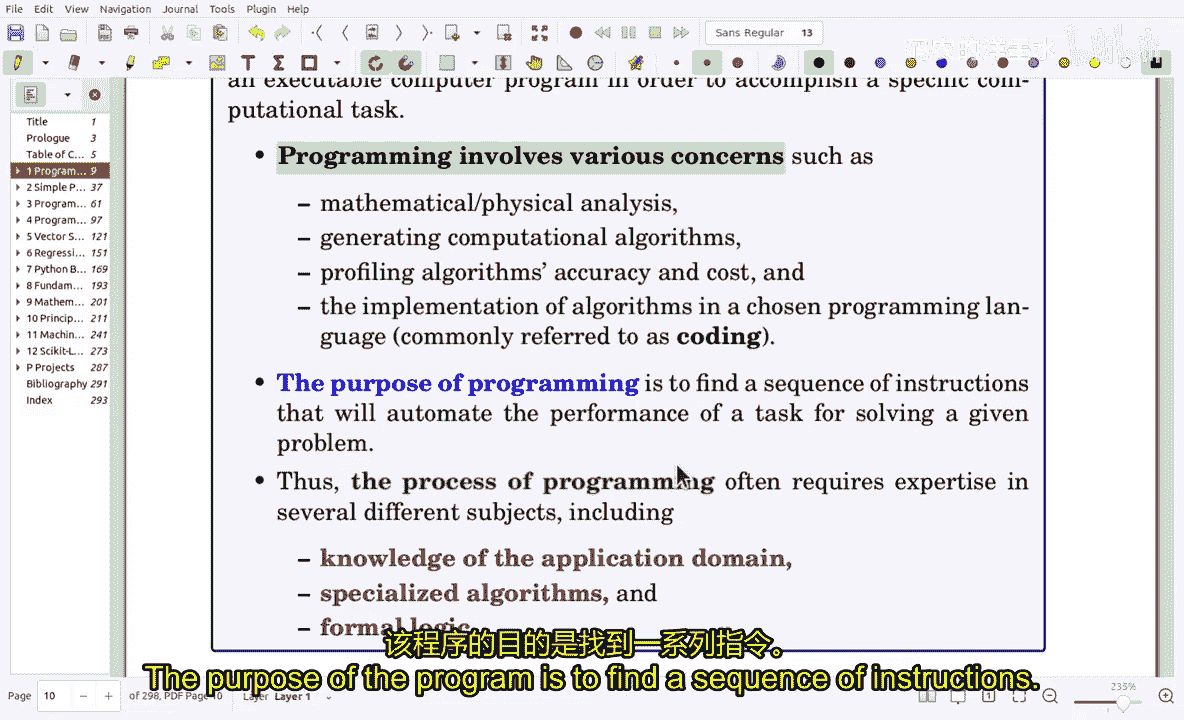 File Edit View Navigation Journal Tools Plugin Help
Sans Regular 13
an executable computer program in order to accomplish a specific com-
putational task.
• Programming involves various concerns such as
– mathematical/physical analysis,
– generating computational algorithms,
– profiling algorithms' accuracy and cost, and
– the implementation of algorithms in a chosen programming lan-
guage (commonly referred to as coding).
• The purpose of programming is to find a sequence of instructions
that will automate the performance of a task for solving a given
problem.
• Thus, the process of programming often requires expertise in
several different subjects, including
– knowledge of the application domain,
– specialized algorithms, and
– formal logic
Title 1
Prologue 3
Table of C... 5
1 Program... 9
2 Simple P... 37
3 Program... 61
4 Program... 97
5 Vector S... 121
6 Regressi... 151
7 Python B... 169
8 Fundam... 193
9 Mathem... 201
10 Princip... 211
11 Machin... 241
12 Scikit-L... 273
P Projects 287
Bibliography 291
Index 293
该程序的目的是找到一系列指令。
The purpose of the program is to find a sequence of instructions.
Page 10 of 298, PDF Page 10 Layer Layer 1
235%